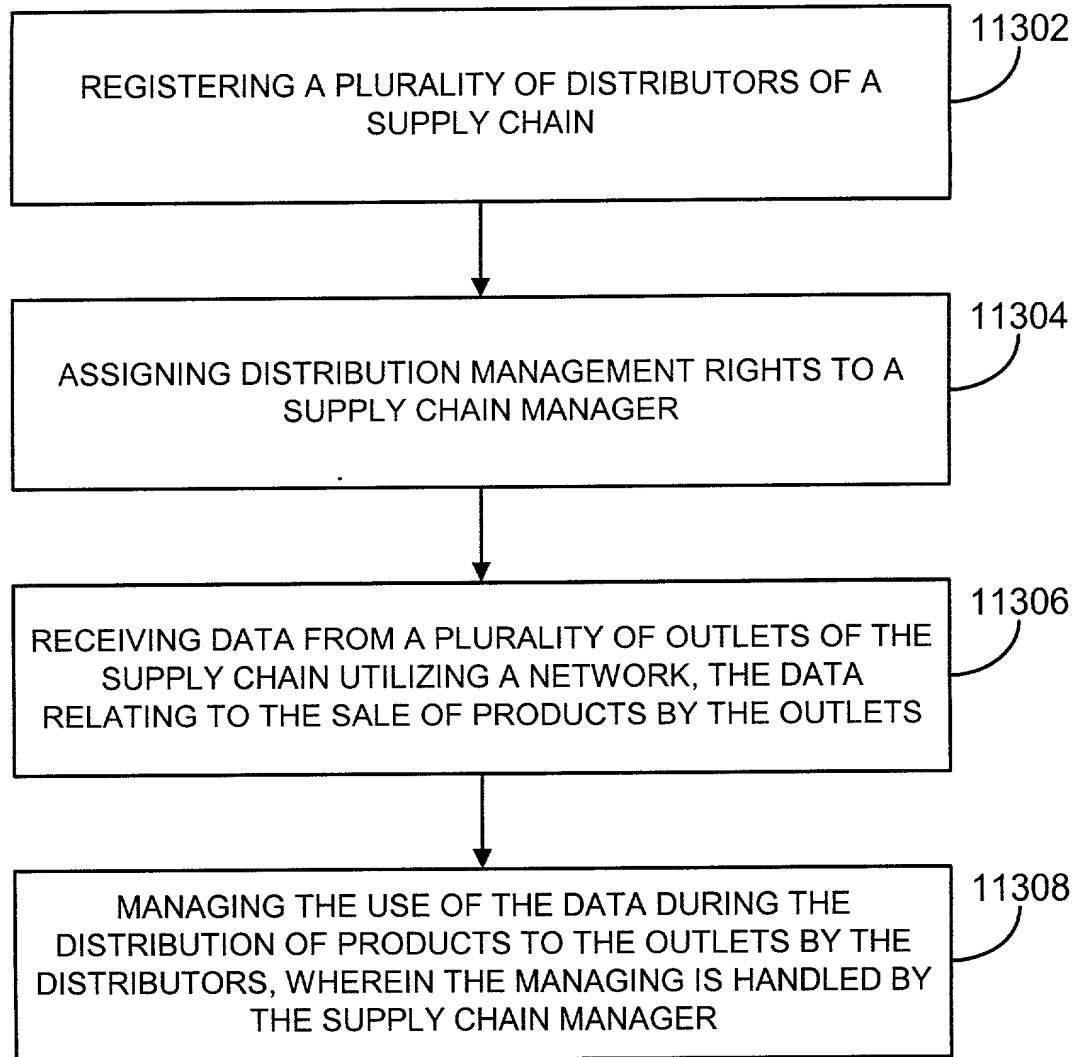 11302
REGISTERING A PLURALITY OF DISTRIBUTORS OF A
SUPPLY CHAIN
11304
ASSIGNING DISTRIBUTION MANAGEMENT RIGHTS TO A
SUPPLY CHAIN MANAGER
11306
RECEIVING DATA FROM A PLURALITY OF OUTLETS OF THE
SUPPLY CHAIN UTILIZING A NETWORK, THE DATA
RELATING TO THE SALE OF PRODUCTS BY THE OUTLETS
11308
MANAGING THE USE OF THE DATA DURING THE
DISTRIBUTION OF PRODUCTS TO THE OUTLETS BY THE
DISTRIBUTORS, WHEREIN THE MANAGING IS HANDLED BY
THE SUPPLY CHAIN MANAGER